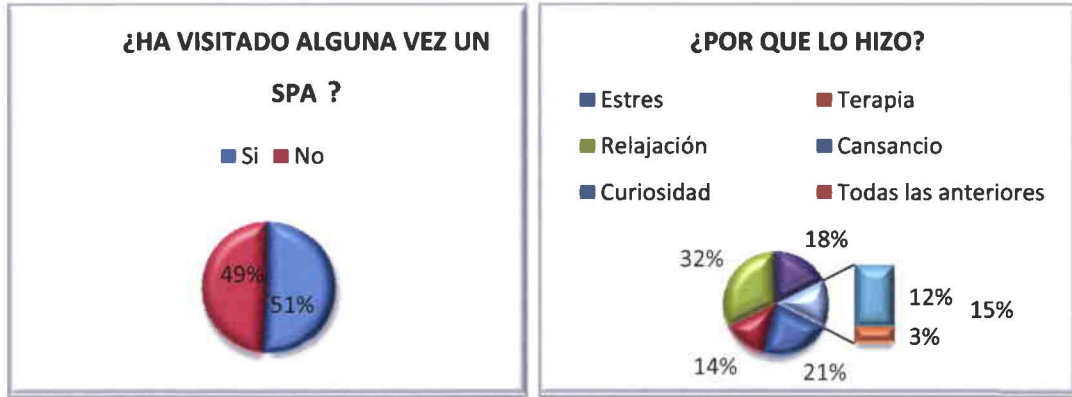 ¿HA VISITADO ALGUNA VEZ UN
SPA ?
Si No
49%
51%
¿POR QUE LO HIZO?
Estres Terapia
Relajación Cansancio
Curiosidad Todas las anteriores
18%
32%
12%
15%
3%
14%
21%